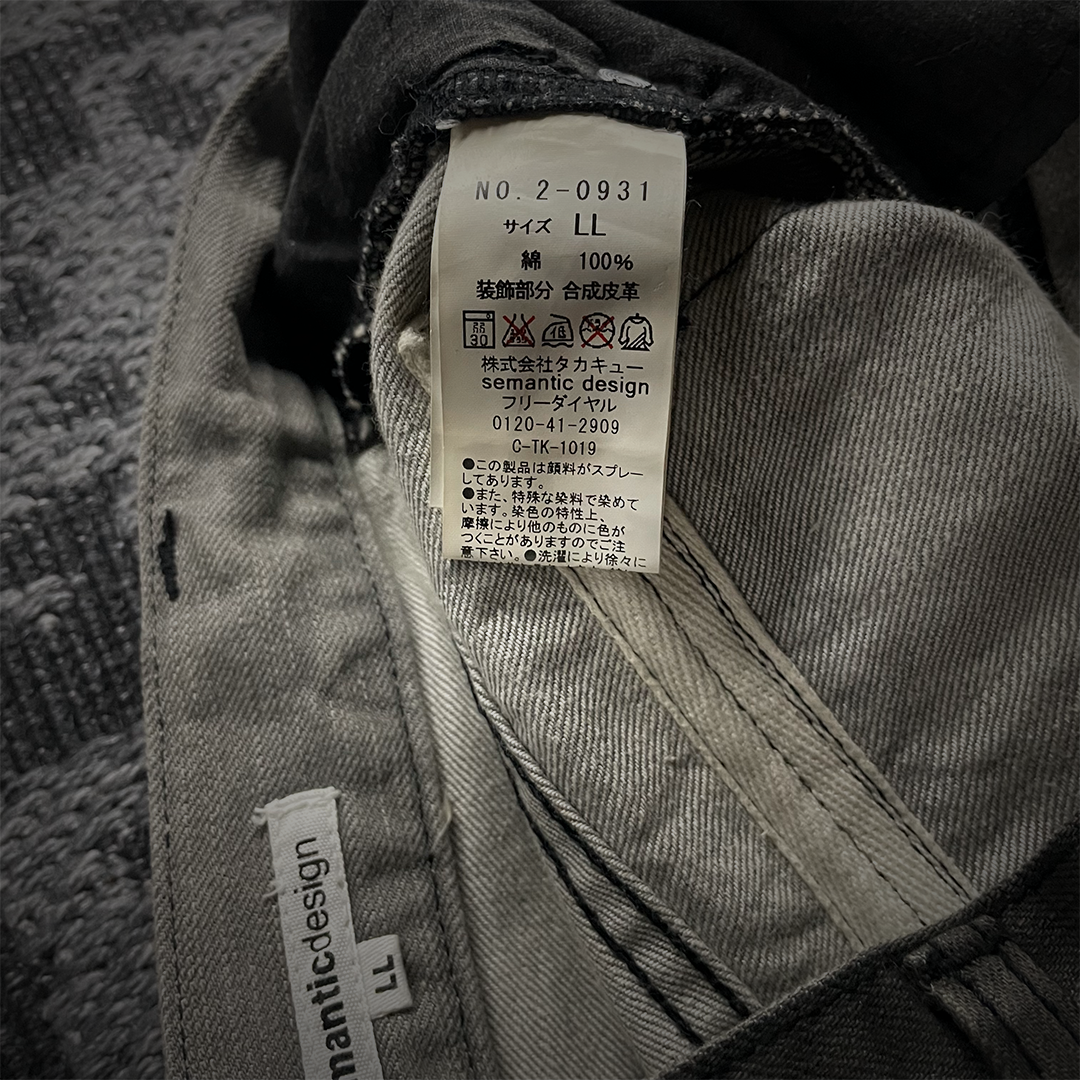 NO. 2-0931
サイズ LL
綿 100%
装飾部分 合成皮革
30
低
株式会社タカキュー
semantic design
フリーダイヤル
0120-41-2909
C-TK-1019
●この製品は顔料がスプレー
してあります。
●また、特殊な染料で染めて
います。染色の特性上、
摩擦により他のものに色が
つくことがありますのでご注
意下さい。●洗濯により徐々に
manticdesign
LL